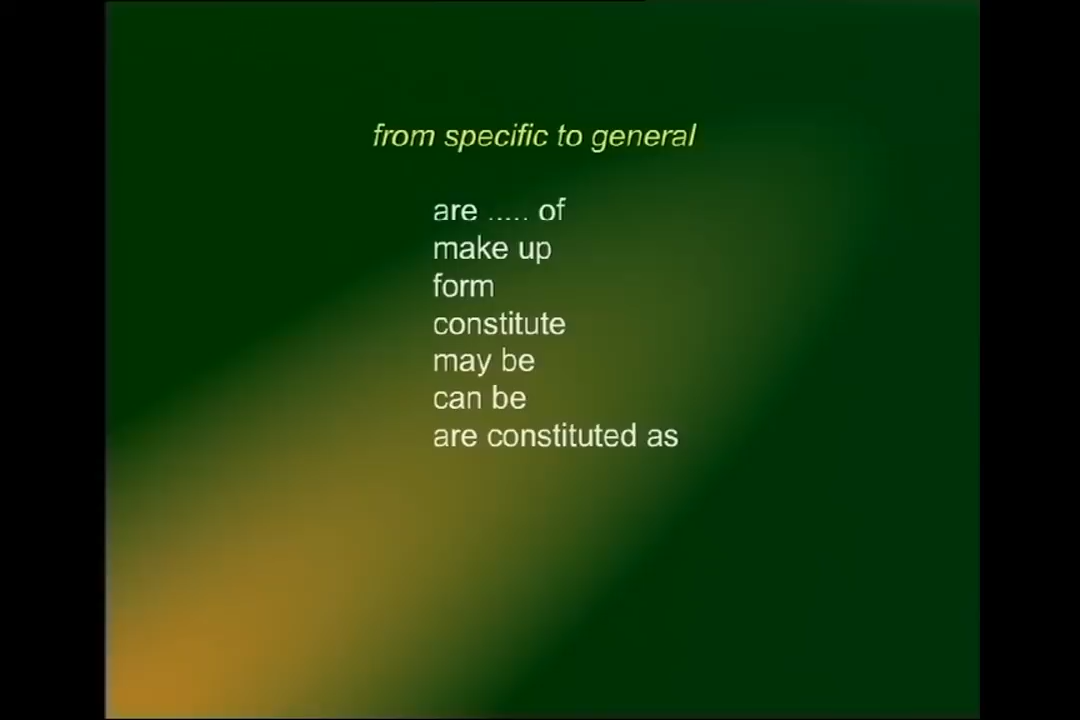 from specific to general
are ..... of
make up
form
constitute
may be
can be
are constituted as